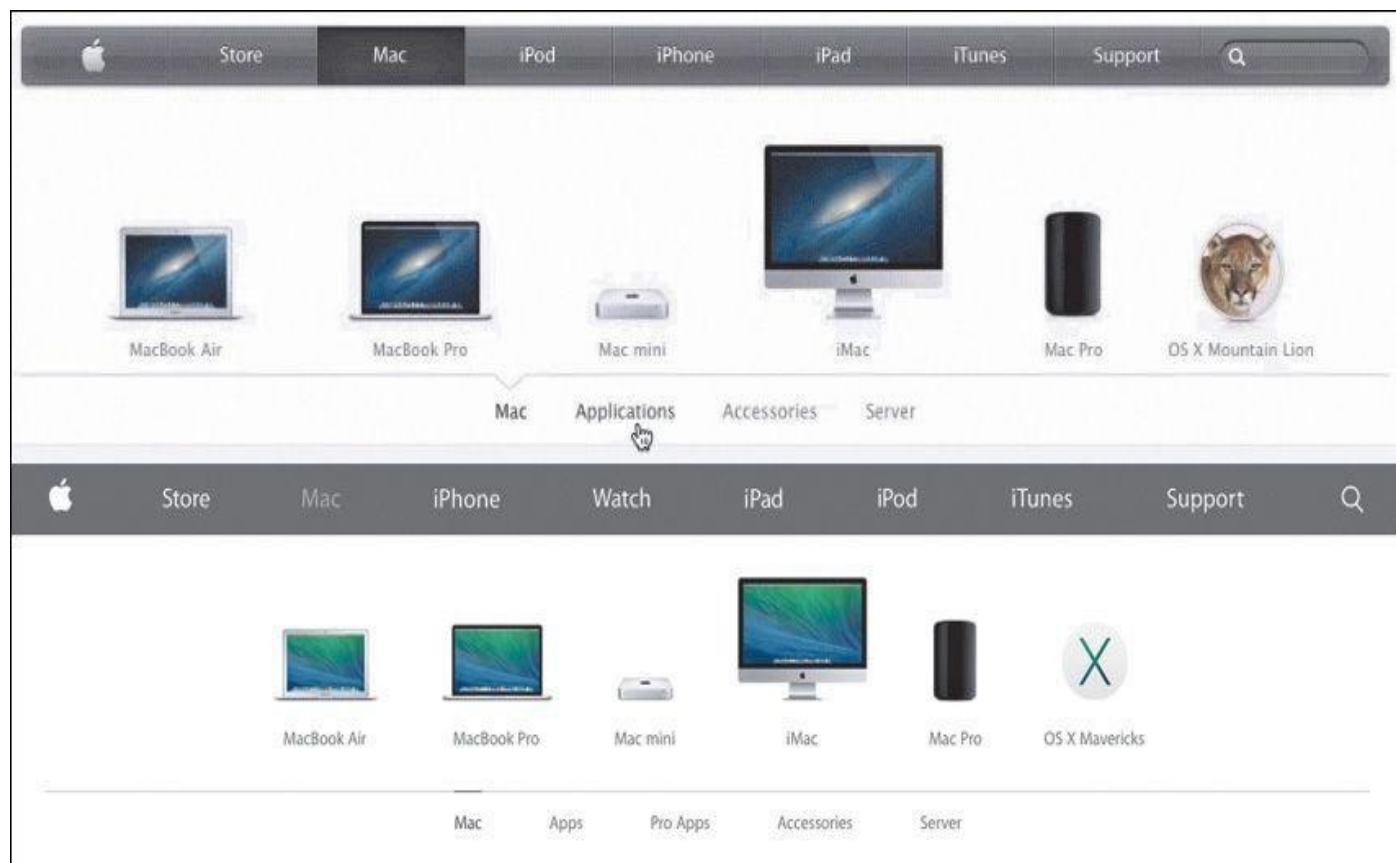 Store Mac iPod iPhone iPad iTunes Support
MacBook Air MacBook Pro Mac mini iMac Mac Pro OS X Mountain Lion
Mac Applications Accessories Server
Store Mac iPhone Watch iPad iPod iTunes Support
X
MacBook Air MacBook Pro Mac mini iMac Mac Pro OS X Mavericks
Mac Apps Pro Apps Accessories Server